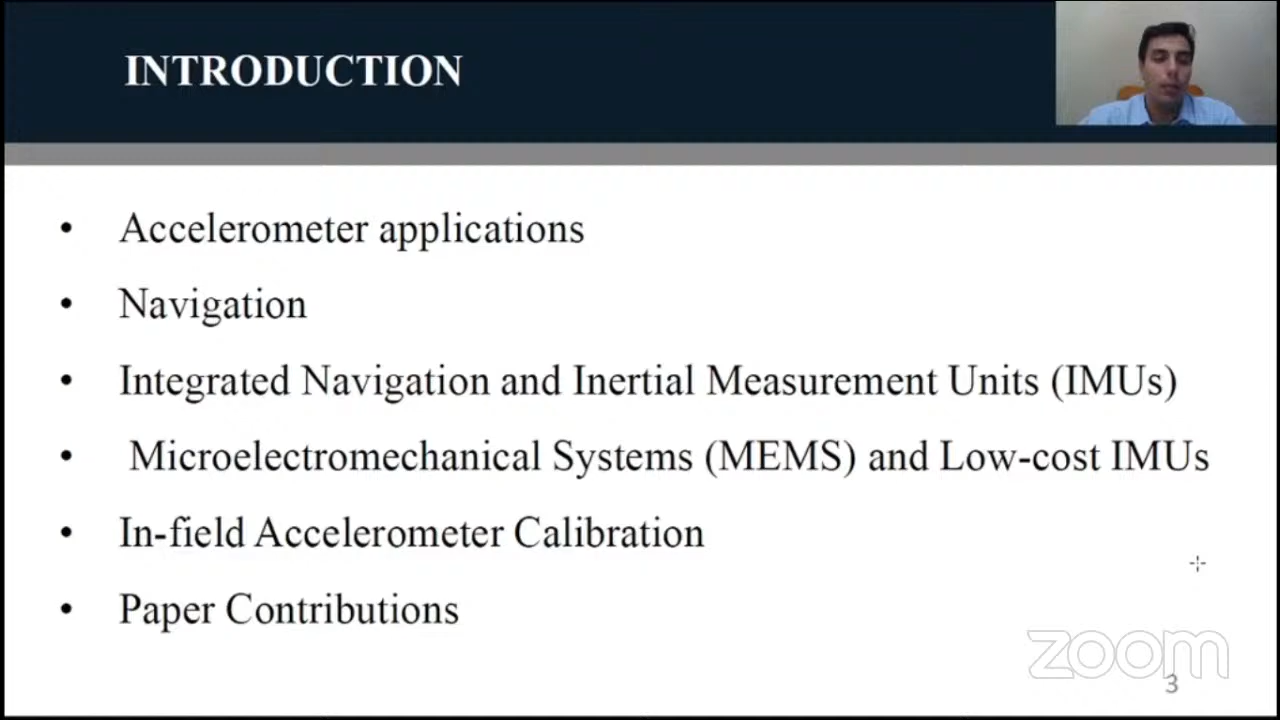 INTRODUCTION
• Accelerometer applications
• Navigation
• Integrated Navigation and Inertial Measurement Units (IMUs)
• Microelectromechanical Systems (MEMS) and Low-cost IMUs
• In-field Accelerometer Calibration
• Paper Contributions
zoom
3